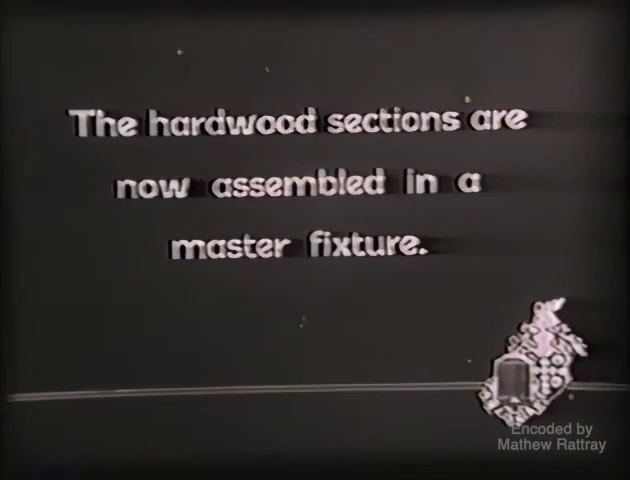 The hardwood sections are
now assembled in a
master fixture.
Encoded by
Mathew Rattray